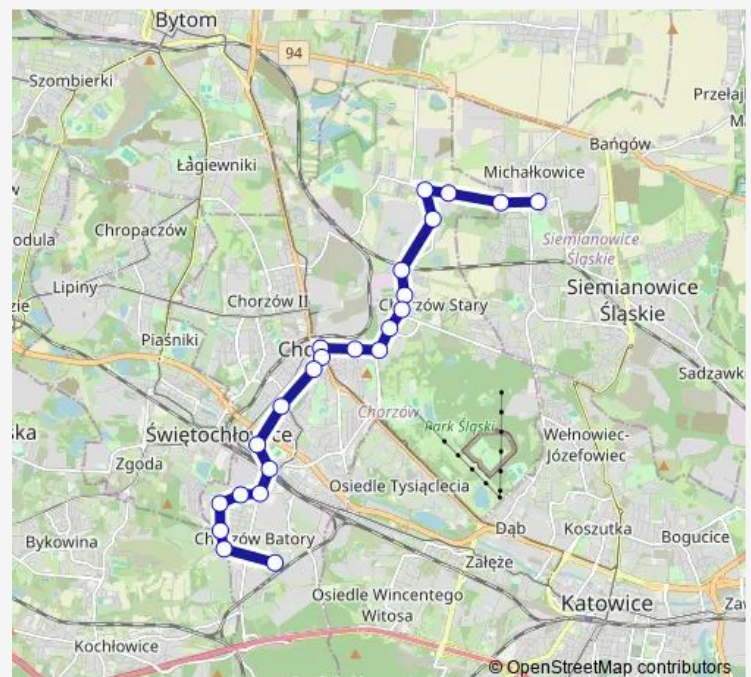 Bytom
94
Szombierki
Przełaj
Bańgów
Łagiewniki
Michałkowice
odula
Chropaczów
Siemianowice
Śląskie
Lipiny
Siemianowice
Śląskie
zie
Chorzów II
Chorzów Stary
Piaśniki
Cho
Sadzawk
Chorzów
Park Śląski
ska
Świętochłowice
Wełnowiec-
Józefowiec
Zgoda
Osiedle Tysiąclecia
Bykowina
Chorzów Batory
Dąb
Koszutka
Bogucice
Załęże
Osiedle Wincentego
Witosa
Katowice
Kochłowice
© OpenStreetMap contributors